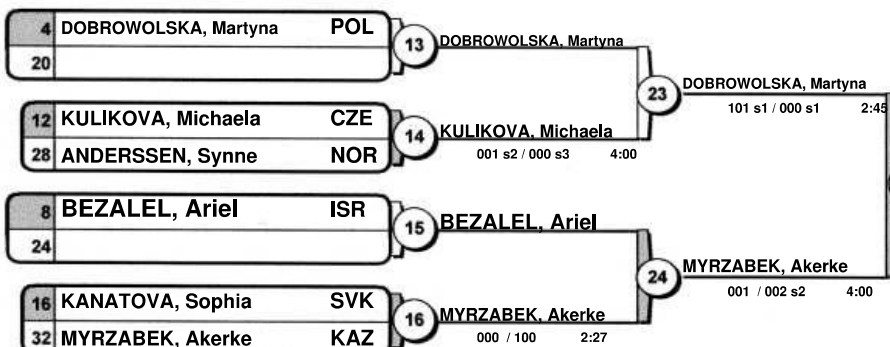 4 DOBROWOLSKA, Martyna POL
20
13
DOBROWOLSKA, Martyna
12 KULIKOVA, Michaela CZE
28 ANDERSSEN, Synne NOR
14
KULIKOVA, Michaela
001 s2 / 000 s3 4:00
23
DOBROWOLSKA, Martyna
101 s1 / 000 s1 2:45
8 BEZALEL, Ariel ISR
24
15
BEZALEL, Ariel
16 KANATOVA, Sophia SVK
32 MYRZABEK, Akerke KAZ
16
MYRZABEK, Akerke
000 / 100 2:27
24
MYRZABEK, Akerke
001 / 002 s2 4:00